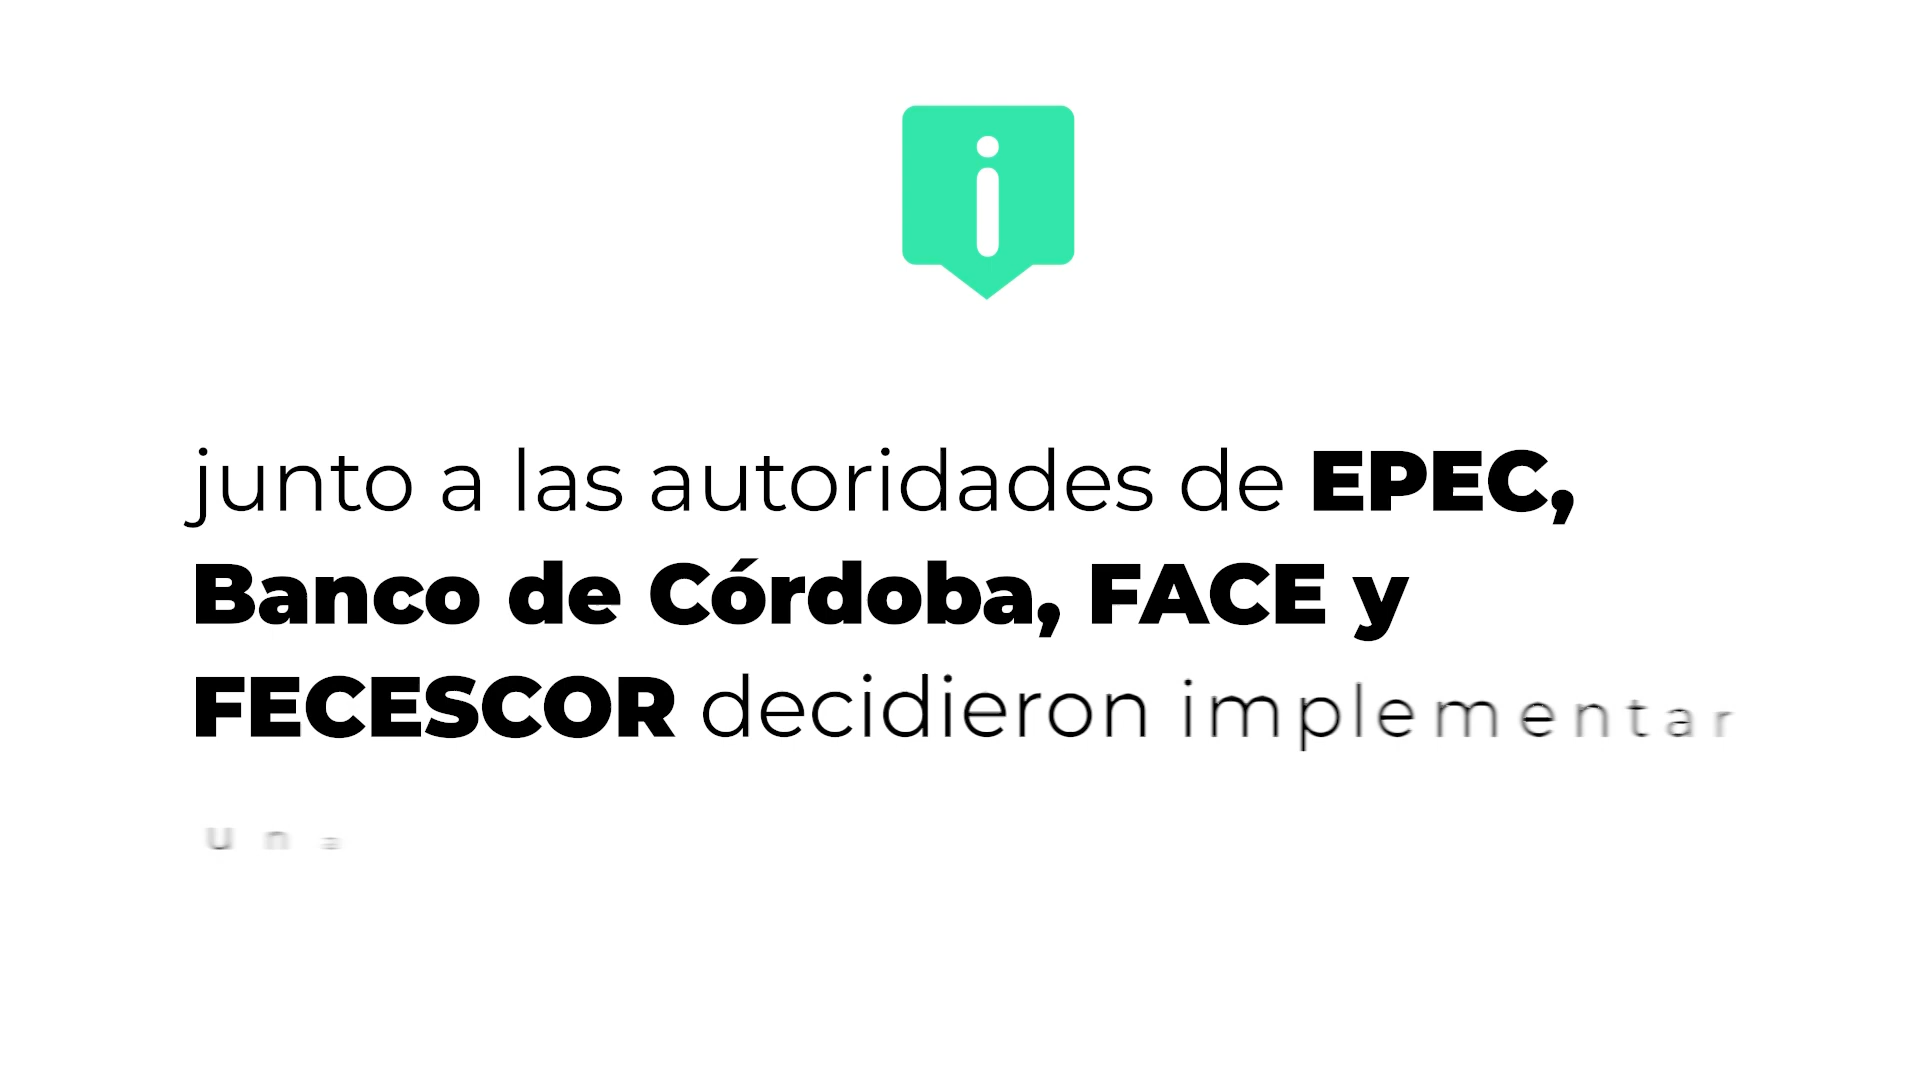 junto a las autoridades de EPEC,
Banco de Córdoba, FACE y
FECESCOR decidieron implementar
una